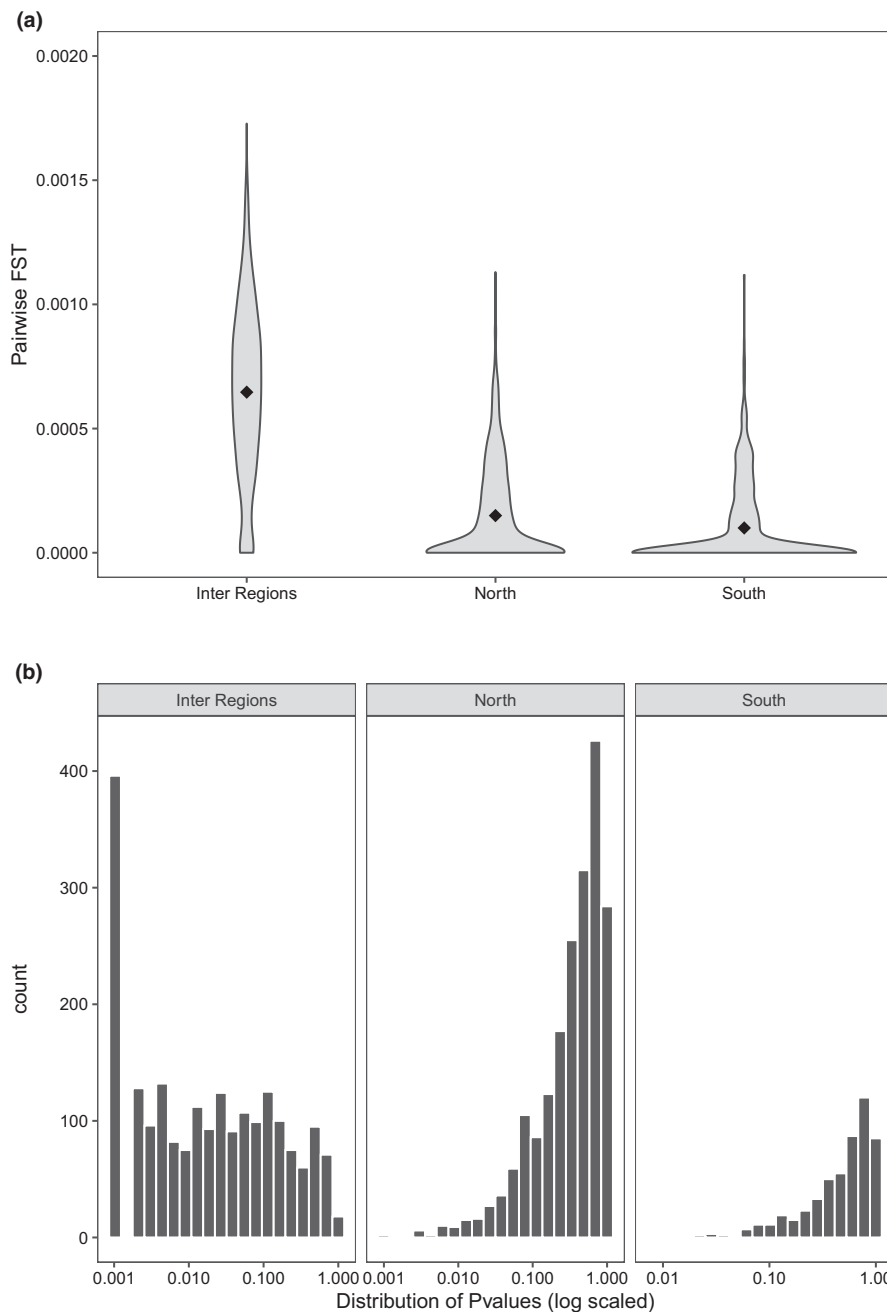 (a)
0.0020
0.0015
0.0010
0.0005
0.0000
Pairwise FST
Inter Regions North South
(b)
Inter Regions North South
400
300
200
100
0
count
0.001 0.010 0.100 1.000 0.001 0.010 0.100 1.000 0.01 0.10 1.00
Distribution of Pvalues (log scaled)